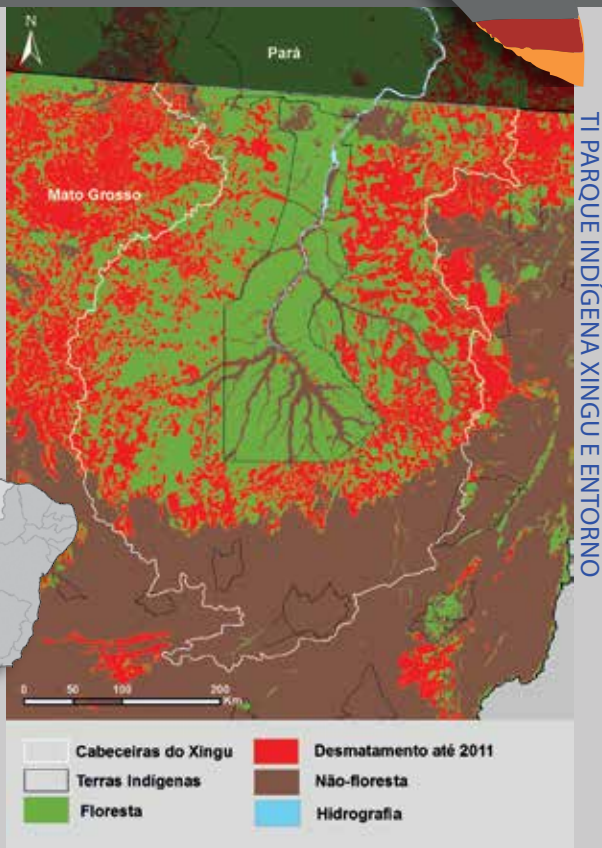 N
Pará
Mato Grosso
TI PARQUE INDÍGENA XINGU E ENTORNO
0 50 100 200
Km
Cabeceiras do Xingu
Terras Indígenas
Floresta
Desmatamento até 2011
Não-floresta
Hidrografia